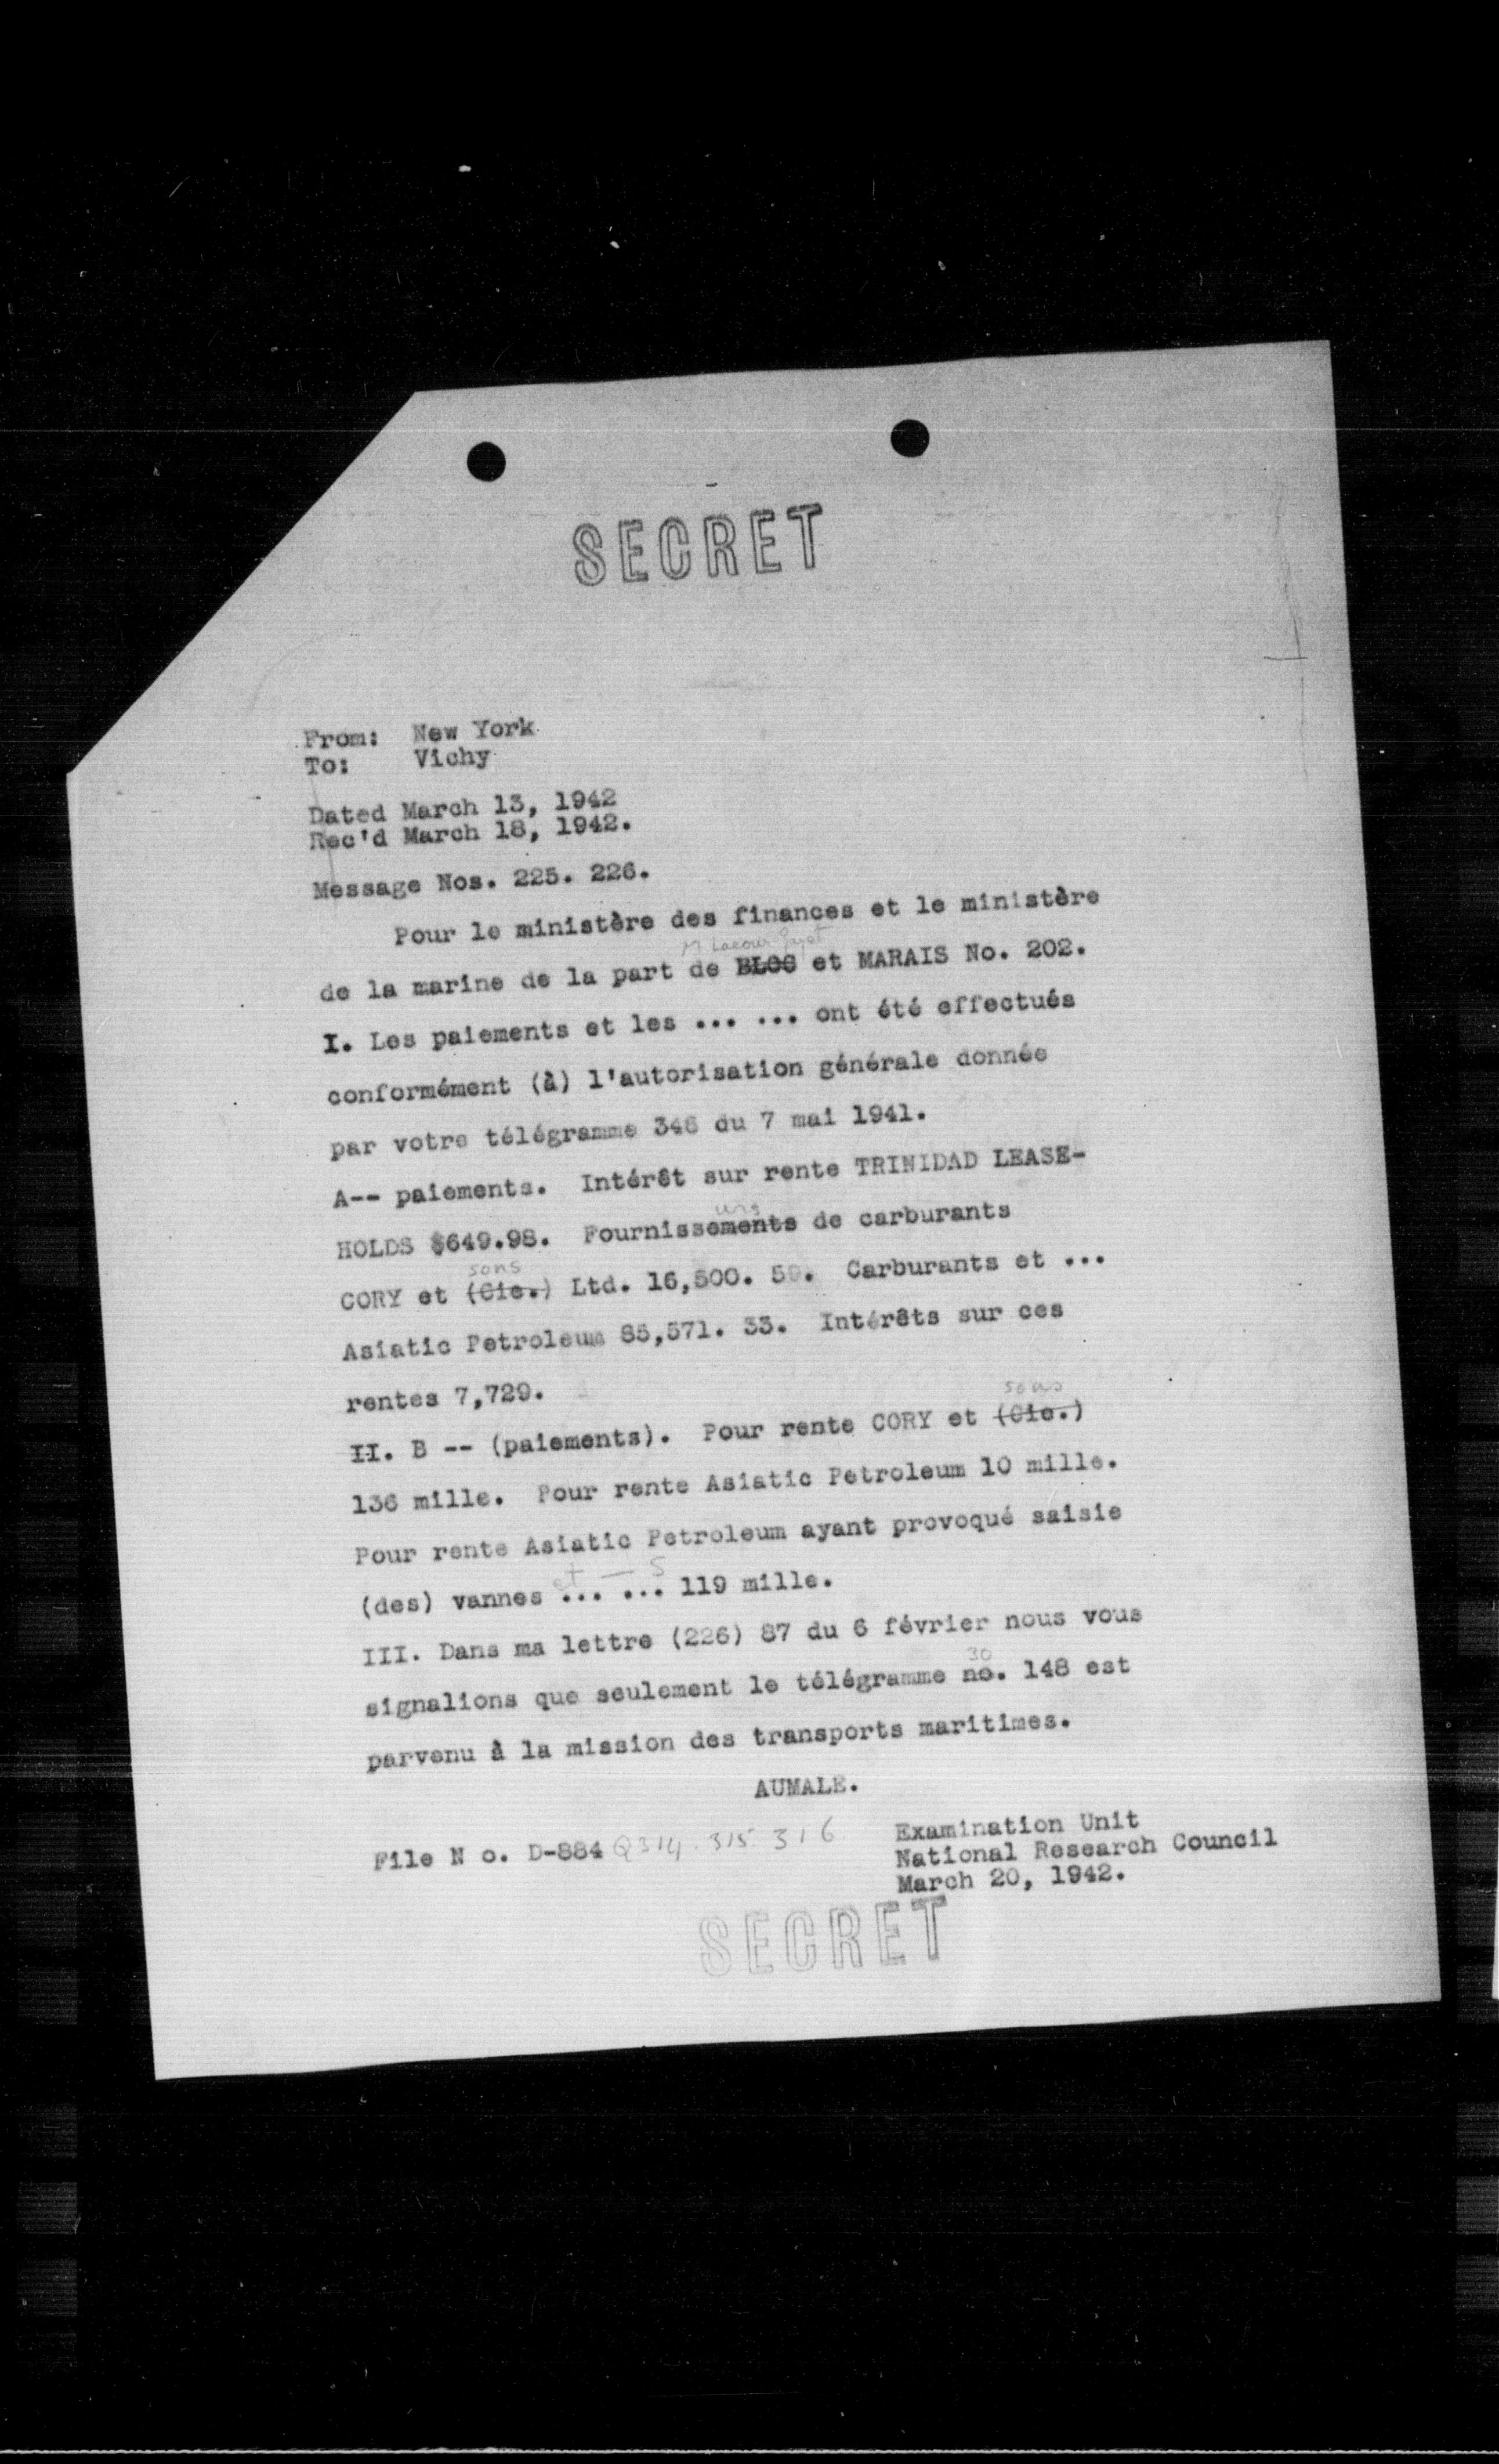 SECRET
From: New York
To: Vichy
Dated March 13, 1942
Rec'd March 18, 1942.
Message Nos. 225. 226.
Pour le ministère des finances et le ministère
M Lacour-Gayet
de la marine de la part de BLOC et MARAIS No. 202.
I. Les paiements et les ... ... ont été effectués
conformément (à) l'autorisation générale donnée
par votre télégramme 346 du 7 mai 1941.
A-- paiements. Intérêt sur rente TRINIDAD LEASE-
urs
HOLDS $649.98. Fournissements de carburants
sons
CORY et (Cie.) Ltd. 16,500. 50. Carburants et ...
Asiatic Petroleum 85,571. 33. Intérêts sur ces
rentes 7,729.
sons
II. B -- (paiements). Pour rente CORY et (Cie.)
136 mille. Pour rente Asiatic Petroleum 10 mille.
Pour rente Asiatic Petroleum ayant provoqué saisie
et — s
(des) vannes ... ... 119 mille.
III. Dans ma lettre (226) 87 du 6 février nous vous
30
signalions que seulement le télégramme no. 148 est
parvenu à la mission des transports maritimes.
AUMALE.
File N o. D-884 Q314. 315. 316.
Examination Unit
National Research Council
March 20, 1942.
SECRET